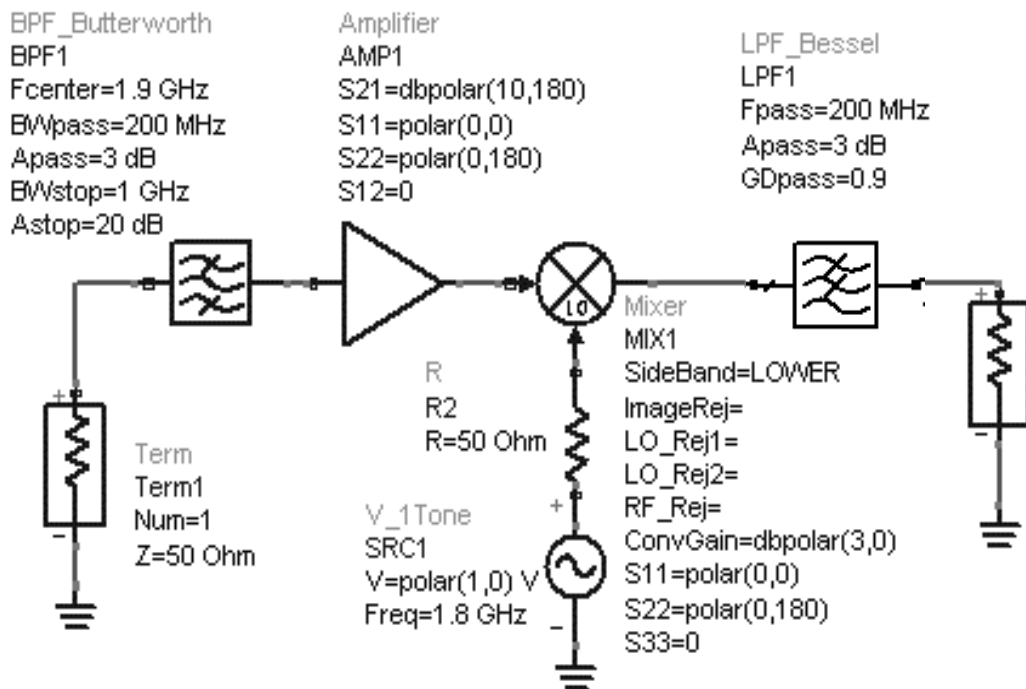 BPF_Butterworth
BPF1
Fcenter=1.9 GHz
BWpass=200 MHz
Apass=3 dB
BWstop=1 GHz
Astop=20 dB
Amplifier
AMP1
S21=dbpolar(10,180)
S11=polar(0,0)
S22=polar(0,180)
S12=0
LPF_Bessel
LPF1
Fpass=200 MHz
Apass=3 dB
GDpass=0.9
LO
Mixer
MIX1
SideBand=LOWER
ImageRej=
LO_Rej1=
LO_Rej2=
RF_Rej=
ConvGain=dbpolar(3,0)
S11=polar(0,0)
S22=polar(0,180)
S33=0
R
R2
R=50 Ohm
+
-
Term
Term1
Num=1
Z=50 Ohm
V_1Tone
SRC1
V=polar(1,0) V
Freq=1.8 GHz
+
-
+
-